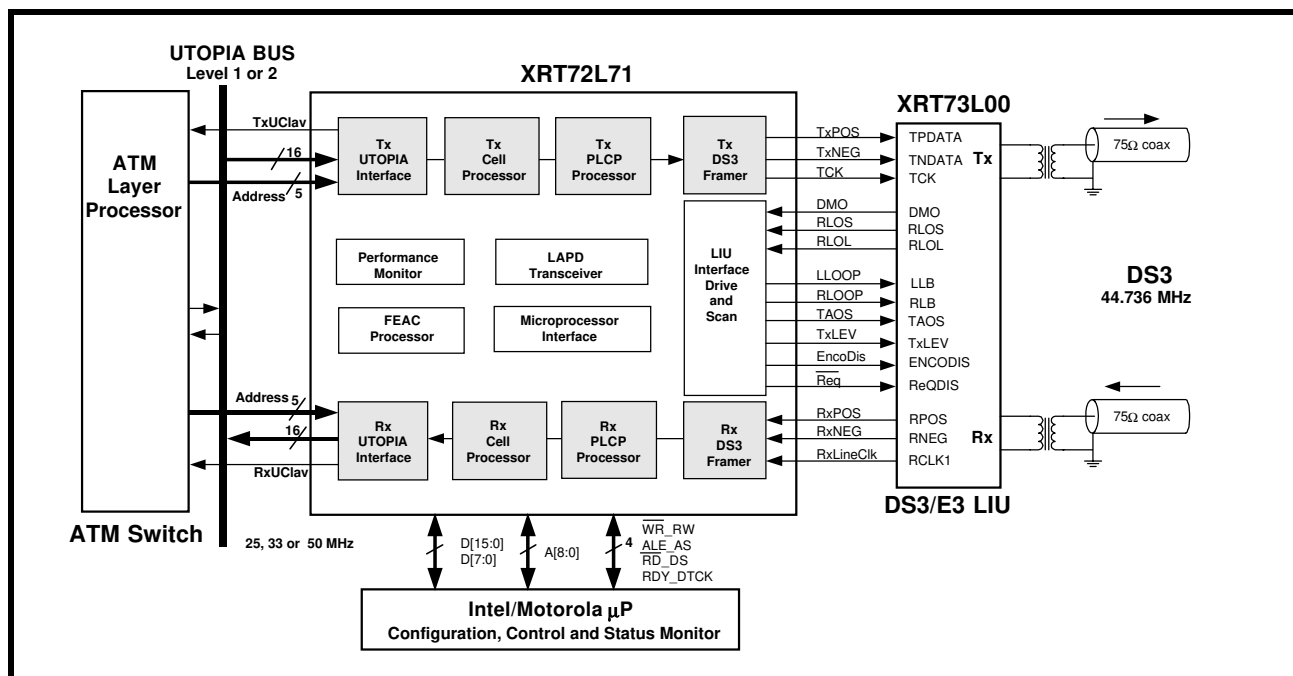 UTOPIA BUS
Level 1 or 2
XRT72L71
XRT73L00
ATM
Layer
Processor
TxUClav
16
Address
5
Tx
UTOPIA
Interface
Tx
Cell
Processor
Tx
PLCP
Processor
Tx
DS3
Framer
TxPOS
TxNEG
TCK
TPDATA
TNDATA
TCK
Tx
75Ω coax
Performance
Monitor
LAPD
Transceiver
FEAC
Processor
Microprocessor
Interface
LIU
Interface
Drive
and
Scan
DMO
RLOS
RLOL
LLOOP
RLOOP
TAOS
TxLEV
EncoDis
Req
DMO
RLOS
RLOL
LLB
RLB
TAOS
TxLEV
ENCODIS
ReQDIS
DS3
44.736 MHz
Address
5
16
RxUClav
Rx
UTOPIA
Interface
Rx
Cell
Processor
Rx
PLCP
Processor
Rx
DS3
Framer
RxPOS
RxNEG
RxLineClk
RPOS
RNEG
RCLK1
Rx
75Ω coax
ATM Switch
DS3/E3 LIU
25, 33 or 50 MHz
D[15:0]
D[7:0]
A[8:0]
4
WR_RW
ALE_AS
RD_DS
RDY_DTCK
Intel/Motorola µP
Configuration, Control and Status Monitor